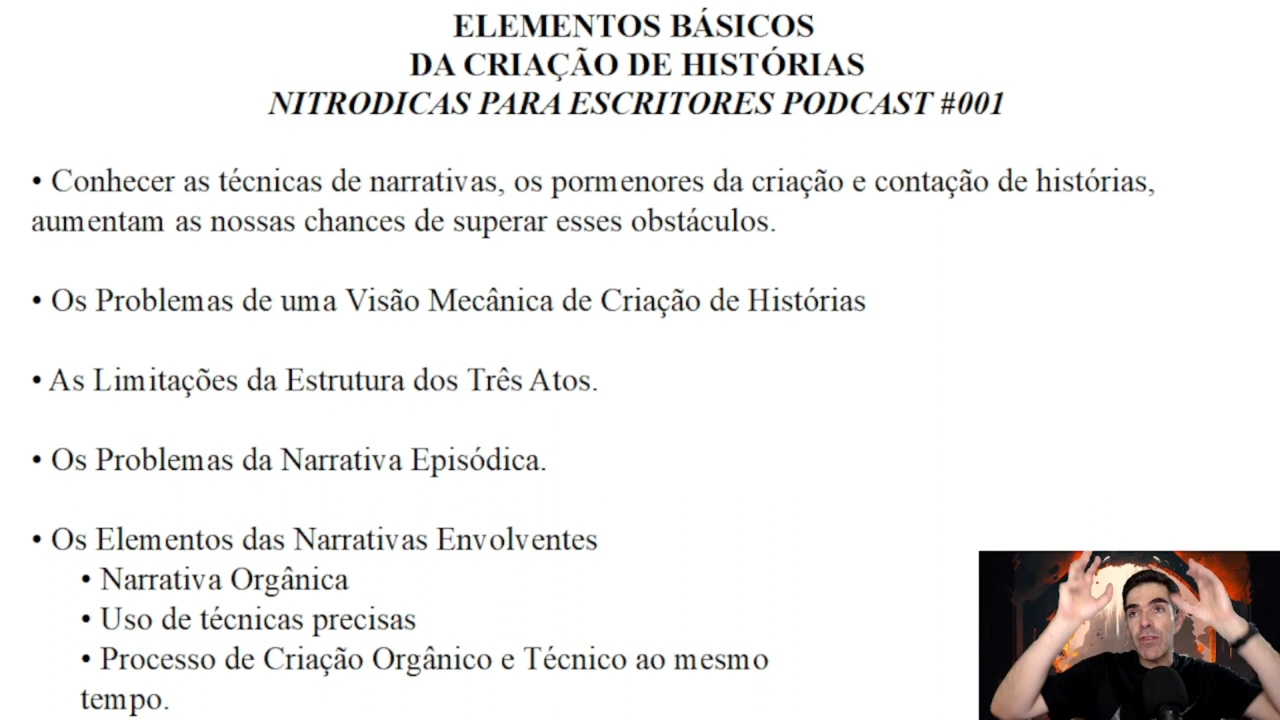 ELEMENTOS BÁSICOS
DA CRIAÇÃO DE HISTÓRIAS
NITRODICAS PARA ESCRITORES PODCAST #001
• Conhecer as técnicas de narrativas, os pormenores da criação e contação de histórias,
aumentam as nossas chances de superar esses obstáculos.
• Os Problemas de uma Visão Mecânica de Criação de Histórias
• As Limitações da Estrutura dos Três Atos.
• Os Problemas da Narrativa Episódica.
• Os Elementos das Narrativas Envolventes
• Narrativa Orgânica
• Uso de técnicas precisas
• Processo de Criação Orgânico e Técnico ao mesmo
tempo.